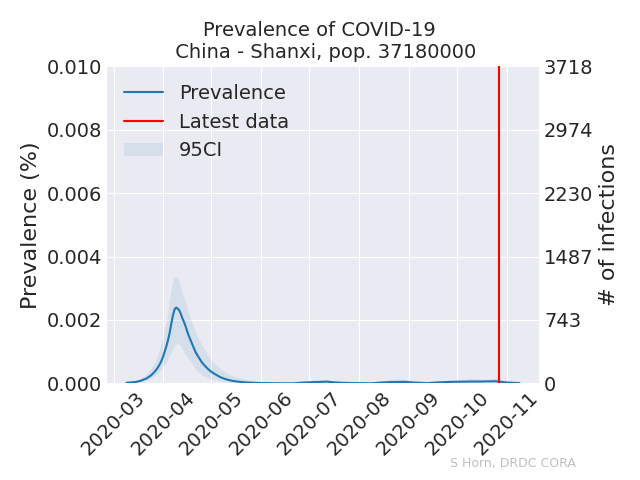 Prevalence of COVID-19
China - Shanxi, pop. 37180000
Prevalence
Latest data
95CI
Prevalence (%)
0.010
0.008
0.006
0.004
0.002
0.000
3718
2974
2230
1487
743
0
# of infections
2020-03
2020-04
2020-05
2020-06
2020-07
2020-08
2020-09
2020-10
2020-11
S Horn, DRDC CORA